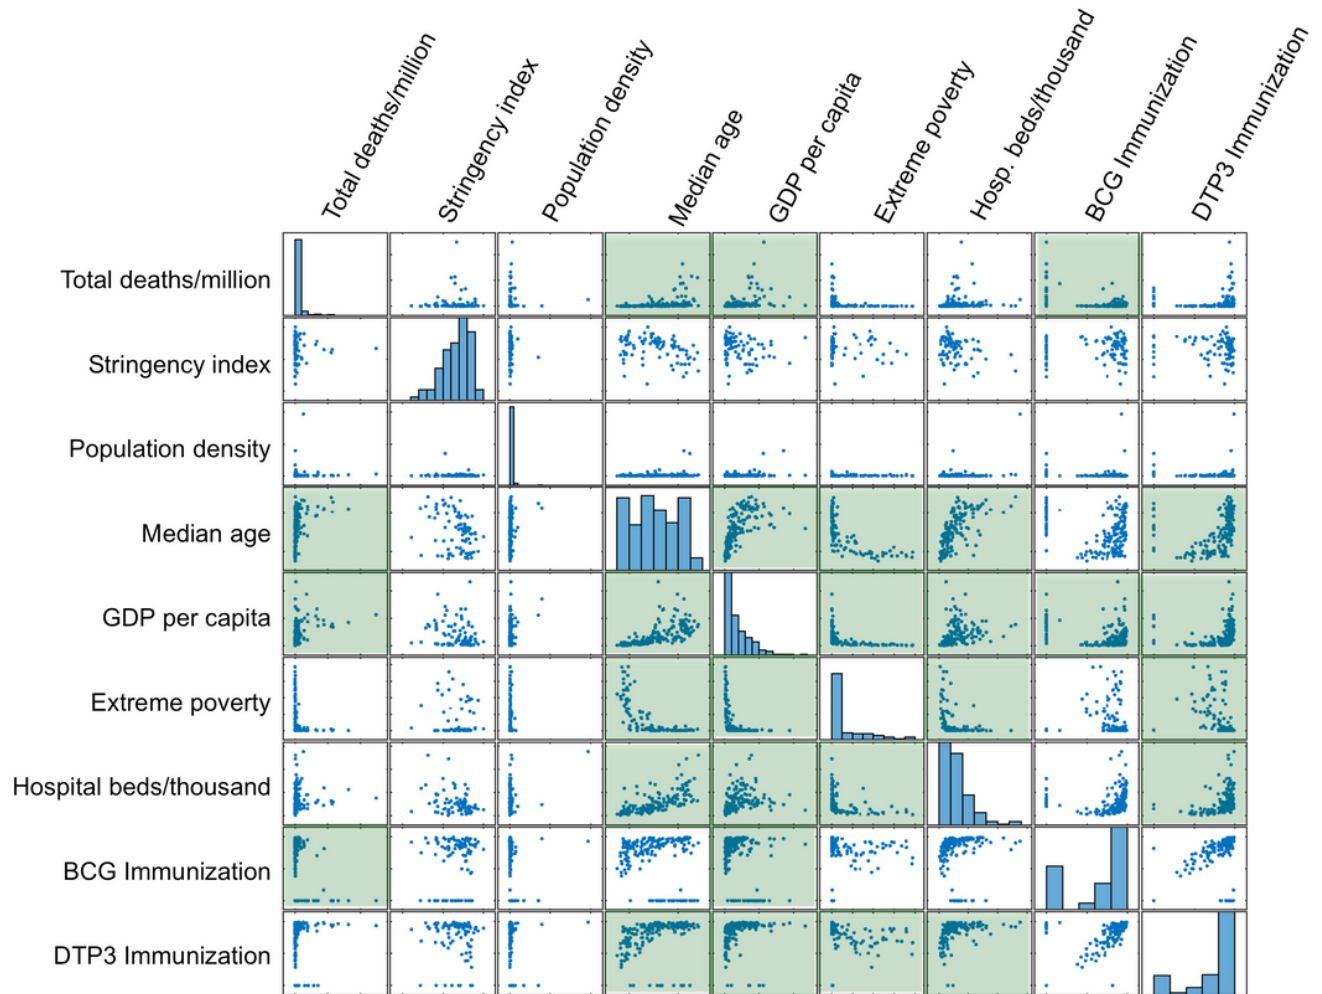 Total deaths/million
Stringency index
Population density
Median age
GDP per capita
Extreme poverty
Hosp. beds/thousand
BCG Immunization
DTP3 Immunization
Total deaths/million
Stringency index
Population density
Median age
GDP per capita
Extreme poverty
Hospital beds/thousand
BCG Immunization
DTP3 Immunization